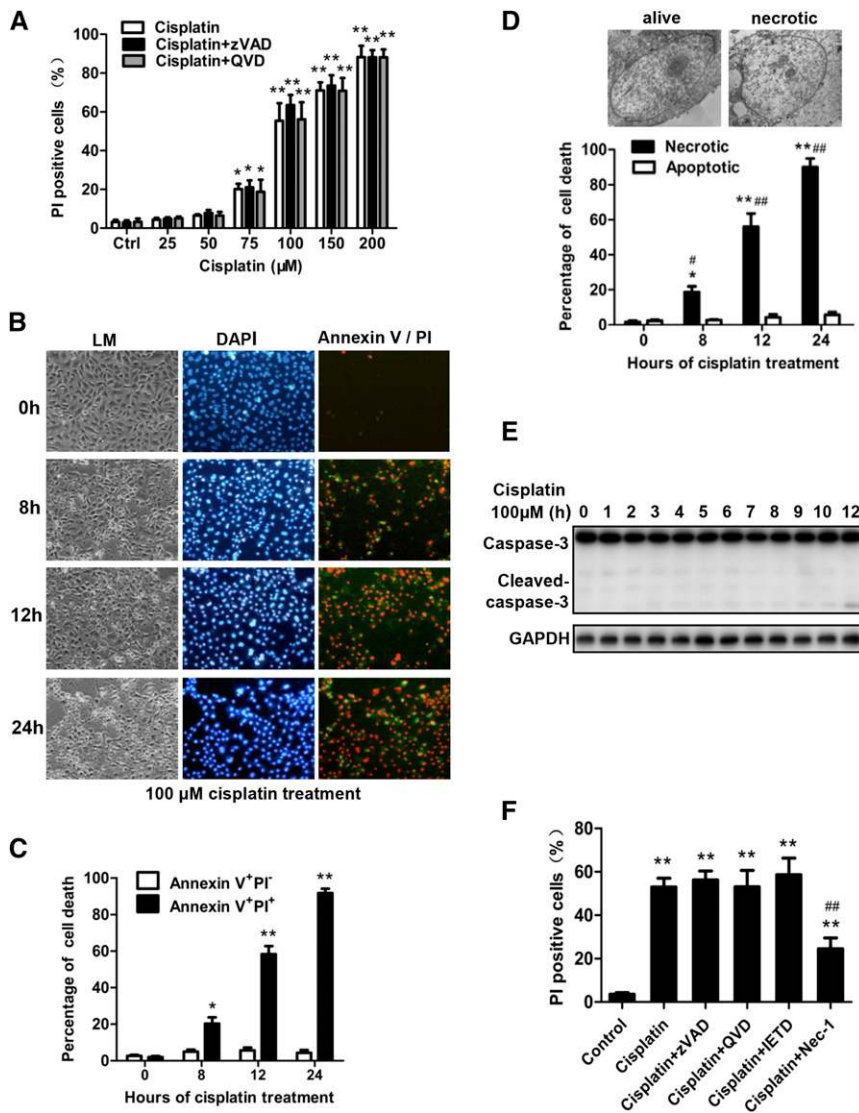 A
Cisplatin
Cisplatin+zVAD
Cisplatin+QVD
PI positive cells (%)
100
80
60
40
20
0
* * *
** ** **
** ** **
** ** **
Ctrl 25 50 75 100 150 200
Cisplatin (µM)
B
LM DAPI Annexin V / PI
0h
8h
12h
24h
100 µM cisplatin treatment
C
Annexin V+PI-
Annexin V+PI+
Percentage of cell death
100
80
60
40
20
0
*
**
**
0 8 12 24
Hours of cisplatin treatment
D
alive necrotic
Necrotic
Apoptotic
Percentage of cell death
100
80
60
40
20
0
#
*
** ##
** ##
0 8 12 24
Hours of cisplatin treatment
E
Cisplatin
100µM (h) 0 1 2 3 4 5 6 7 8 9 10 12
Caspase-3
Cleaved-
caspase-3
GAPDH
F
PI positive cells (%)
80
60
40
20
0
** ** ** **
##
**
Control
Cisplatin
Cisplatin+zVAD
Cisplatin+QVD
Cisplatin+IETD
Cisplatin+Nec-1